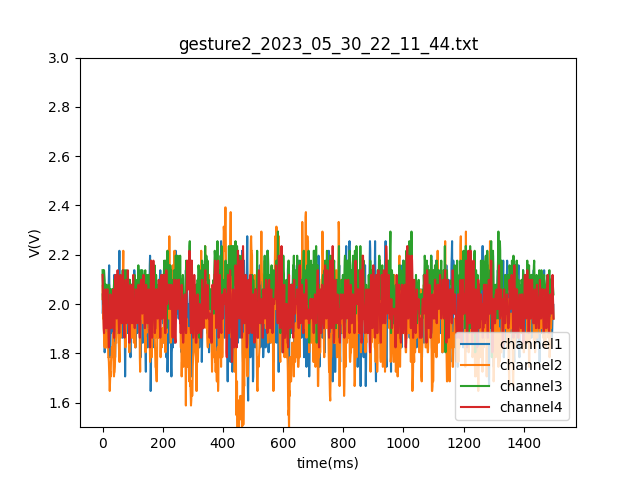 gesture2_2023_05_30_22_11_44.txt
3.0
2.8
2.6
2.4
2.2
2.0
1.8
1.6
V(V)
channel1
channel2
channel3
channel4
0 200 400 600 800 1000 1200 1400
time(ms)